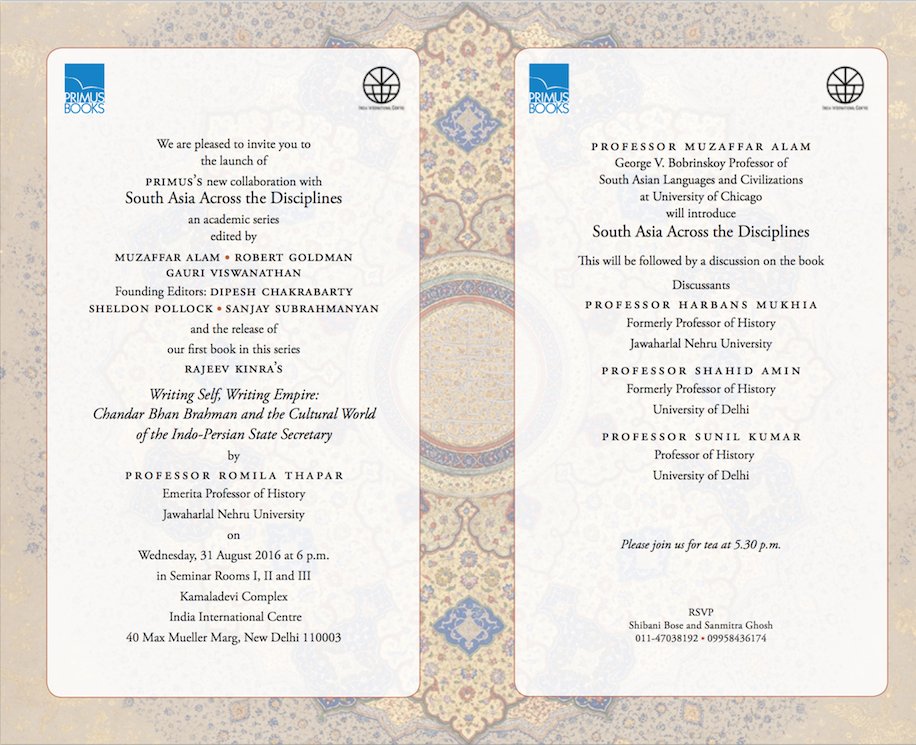 PRIMUS
BOOKS
INDIA INTERNATIONAL CENTRE
We are pleased to invite you to
the launch of
PRIMUS'S new collaboration with
South Asia Across the Disciplines
an academic series
edited by
MUZAFFAR ALAM • ROBERT GOLDMAN
GAURI VISWANATHAN
Founding Editors: DIPESH CHAKRABARTY
SHELDON POLLOCK • SANJAY SUBRAHMANYAN
and the release of
our first book in this series
RAJEEV KINRA'S
Writing Self, Writing Empire:
Chandar Bhan Brahman and the Cultural World
of the Indo-Persian State Secretary
by
PROFESSOR ROMILA THAPAR
Emerita Professor of History
Jawaharlal Nehru University
on
Wednesday, 31 August 2016 at 6 p.m.
in Seminar Rooms I, II and III
Kamaladevi Complex
India International Centre
40 Max Mueller Marg, New Delhi 110003
PRIMUS
BOOKS
INDIA INTERNATIONAL CENTRE
PROFESSOR MUZAFFAR ALAM
George V. Bobrinskoy Professor of
South Asian Languages and Civilizations
at University of Chicago
will introduce
South Asia Across the Disciplines
This will be followed by a discussion on the book
Discussants
PROFESSOR HARBANS MUKHIA
Formerly Professor of History
Jawaharlal Nehru University
PROFESSOR SHAHID AMIN
Formerly Professor of History
University of Delhi
PROFESSOR SUNIL KUMAR
Professor of History
University of Delhi
Please join us for tea at 5.30 p.m.
RSVP
Shibani Bose and Sanmitra Ghosh
011-47038192 • 09958436174